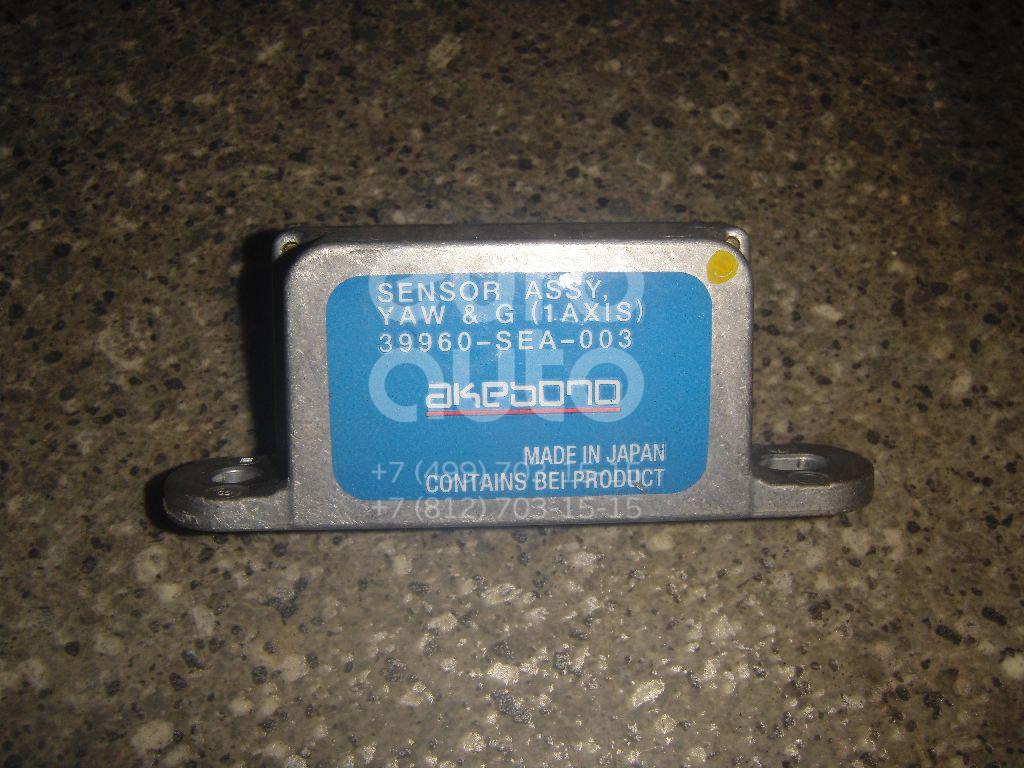 SENSOR ASSY,
YAW & G (1AXIS)
39960-SEA-003
akebono
auto
MADE IN JAPAN
CONTAINS BEI PRODUCT
+7 (812) 703-15-15